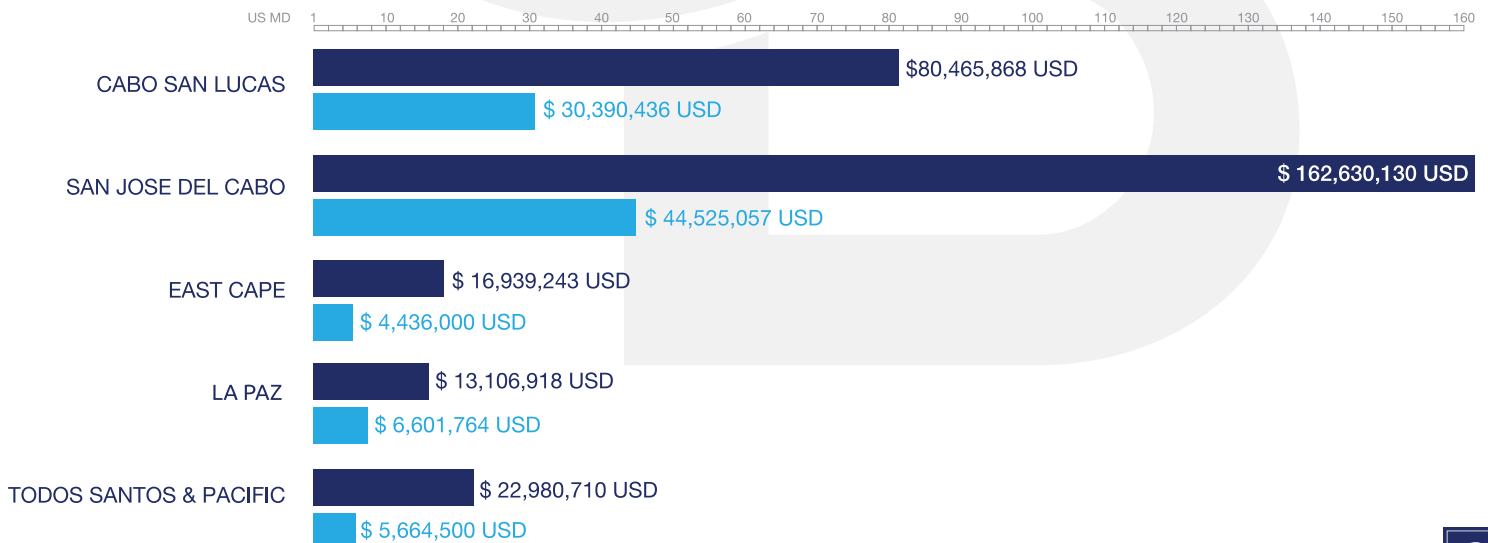 US MD 1 10 20 30 40 50 60 70 80 90 100 110 120 130 140 150 160
CABO SAN LUCAS
$80,465,868 USD
$ 30,390,436 USD
SAN JOSE DEL CABO
$ 162,630,130 USD
$ 44,525,057 USD
EAST CAPE
$ 16,939,243 USD
$ 4,436,000 USD
LA PAZ
$ 13,106,918 USD
$ 6,601,764 USD
TODOS SANTOS & PACIFIC
$ 22,980,710 USD
$ 5,664,500 USD